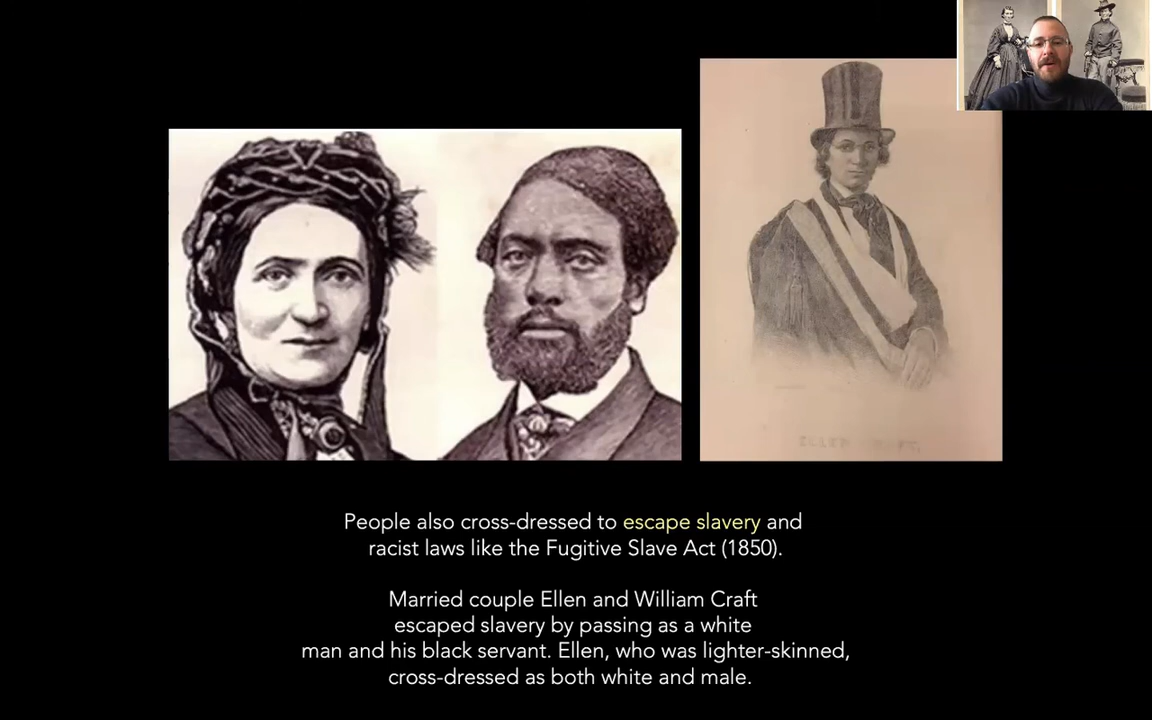 ELLEN CRAFT,
People also cross-dressed to escape slavery and
racist laws like the Fugitive Slave Act (1850).
Married couple Ellen and William Craft
escaped slavery by passing as a white
man and his black servant. Ellen, who was lighter-skinned,
cross-dressed as both white and male.